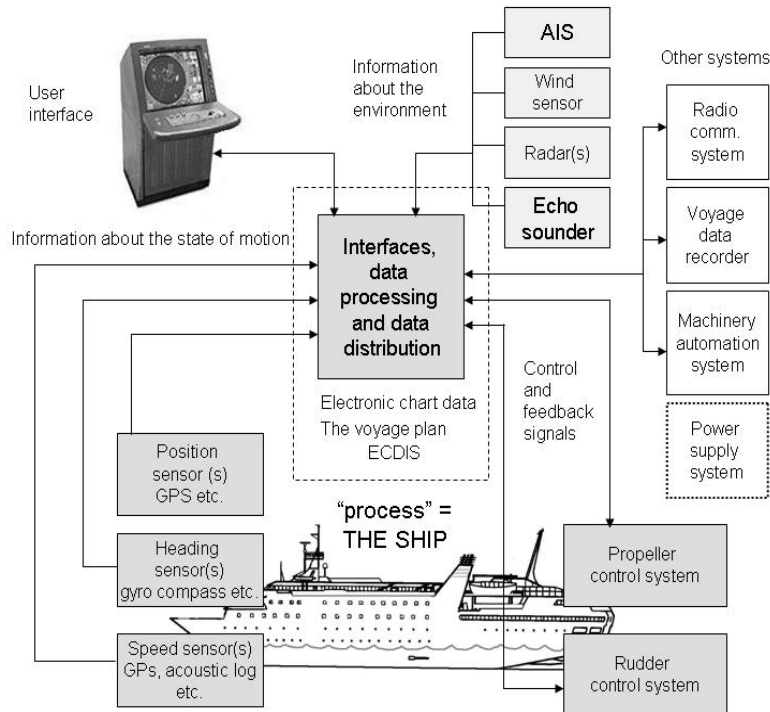 AIS
Information
about the
environment
Other systems
User
interface
Wind
sensor
Radio
comm.
system
Radar(s)
Echo
sounder
Voyage
data
recorder
Information about the state of motion
Interfaces,
data
processing
and data
distribution
Machinery
automation
system
Control
and
feedback
signals
Electronic chart data
The voyage plan
ECDIS
Power
supply
system
Position
sensor (s)
GPS etc.
"process" =
THE SHIP
Heading
sensor(s)
gyro compass etc.
Propeller
control system
Speed sensor(s)
GPs, acoustic log
etc.
Rudder
control system